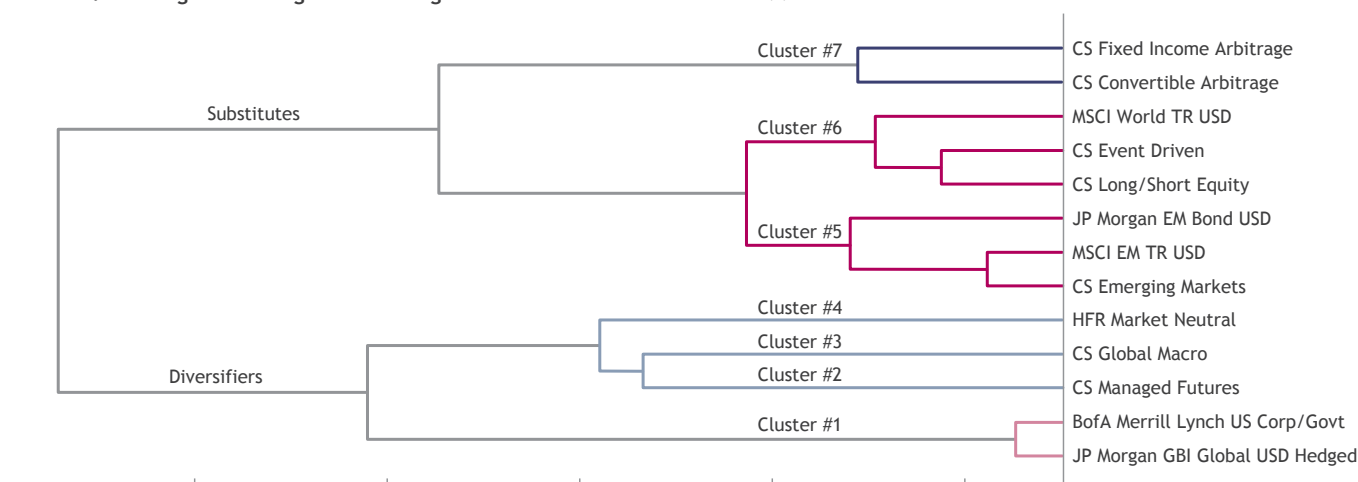 Cluster #7
CS Fixed Income Arbitrage
CS Convertible Arbitrage
Substitutes
MSCI World TR USD
Cluster #6
CS Event Driven
CS Long/Short Equity
JP Morgan EM Bond USD
Cluster #5
MSCI EM TR USD
CS Emerging Markets
Cluster #4
HFR Market Neutral
Cluster #3
CS Global Macro
Diversifiers
Cluster #2
CS Managed Futures
Cluster #1
BofA Merrill Lynch US Corp/Govt
JP Morgan GBI Global USD Hedged